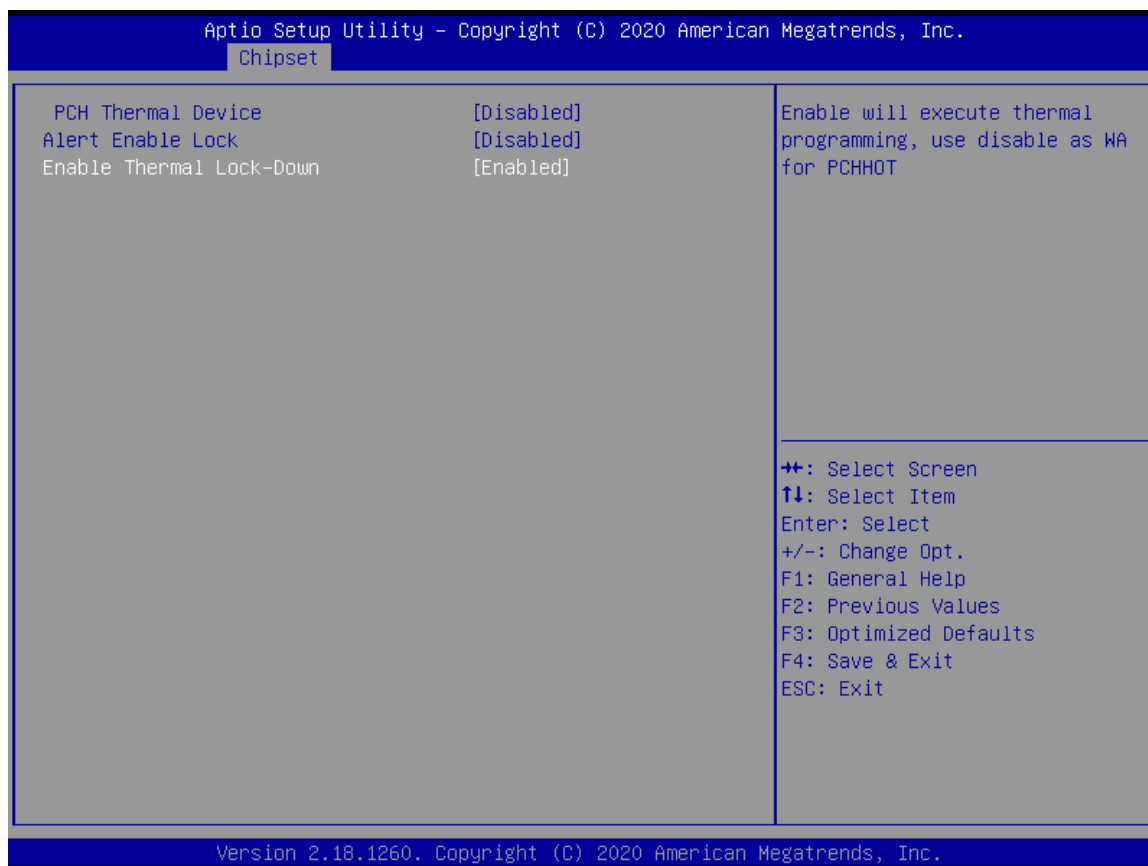 Aptio Setup Utility – Copyright (C) 2020 American Megatrends, Inc.
Chipset
PCH Thermal Device [Disabled]
Alert Enable Lock [Disabled]
Enable Thermal Lock-Down [Enabled]
Enable will execute thermal
programming, use disable as WA
for PCHHOT
→←: Select Screen
↑↓: Select Item
Enter: Select
+/-: Change Opt.
F1: General Help
F2: Previous Values
F3: Optimized Defaults
F4: Save & Exit
ESC: Exit
Version 2.18.1260. Copyright (C) 2020 American Megatrends, Inc.